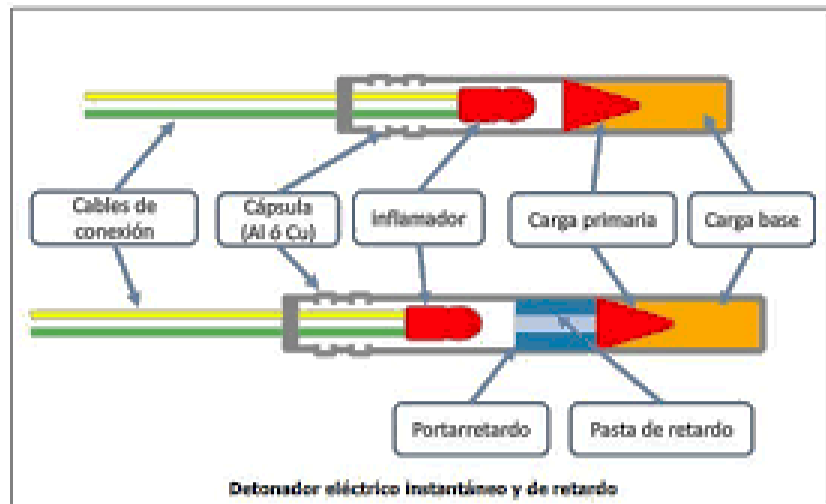 Cables de
conexión
Cápsula
(Al ó Cu)
inflamador
Carga primaria
Carga base
Portarretardo
Pasta de retardo
Detonador eléctrico instantáneo y de retardo